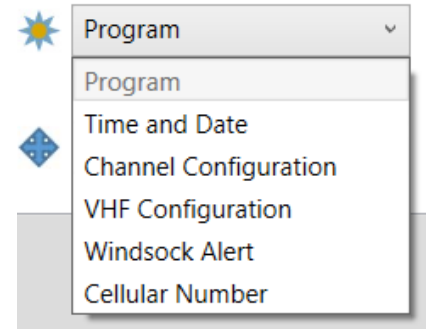 Program
Program
Time and Date
Channel Configuration
VHF Configuration
Windsock Alert
Cellular Number